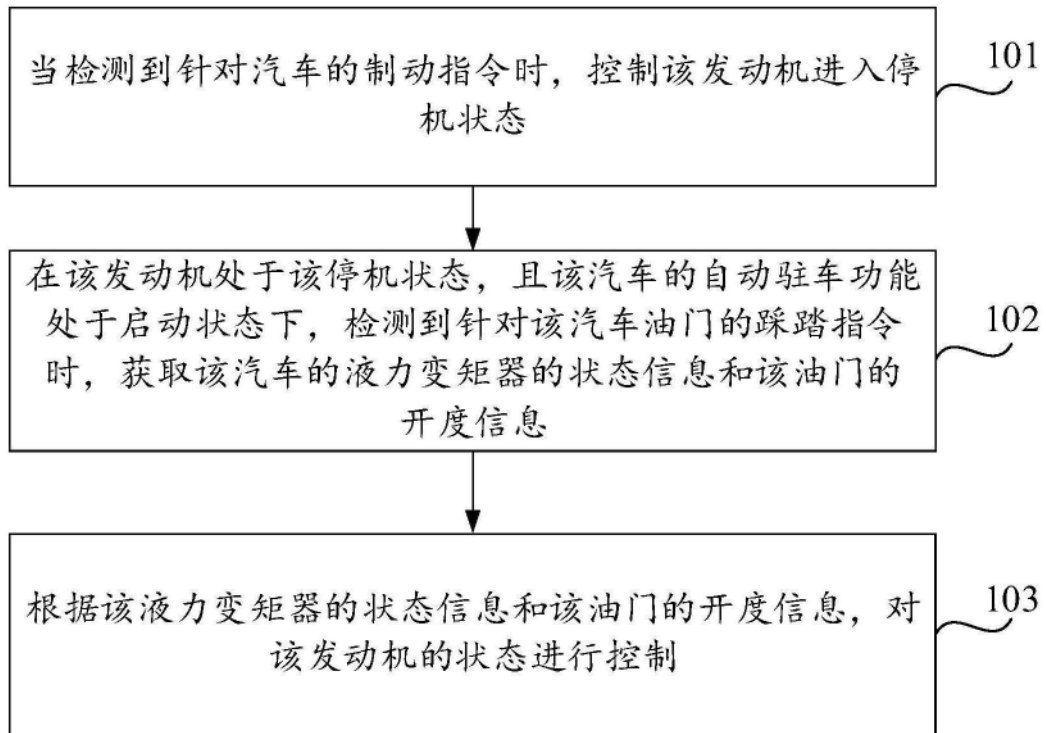 当检测到针对汽车的制动指令时，控制该发动机进入停
机状态
101
在该发动机处于该停机状态，且该汽车的自动驻车功能
处于启动状态下，检测到针对该汽车油门的踩踏指令
时，获取该汽车的液力变矩器的状态信息和该油门的
开度信息
102
根据该液力变矩器的状态信息和该油门的开度信息，对
该发动机的状态进行控制
103